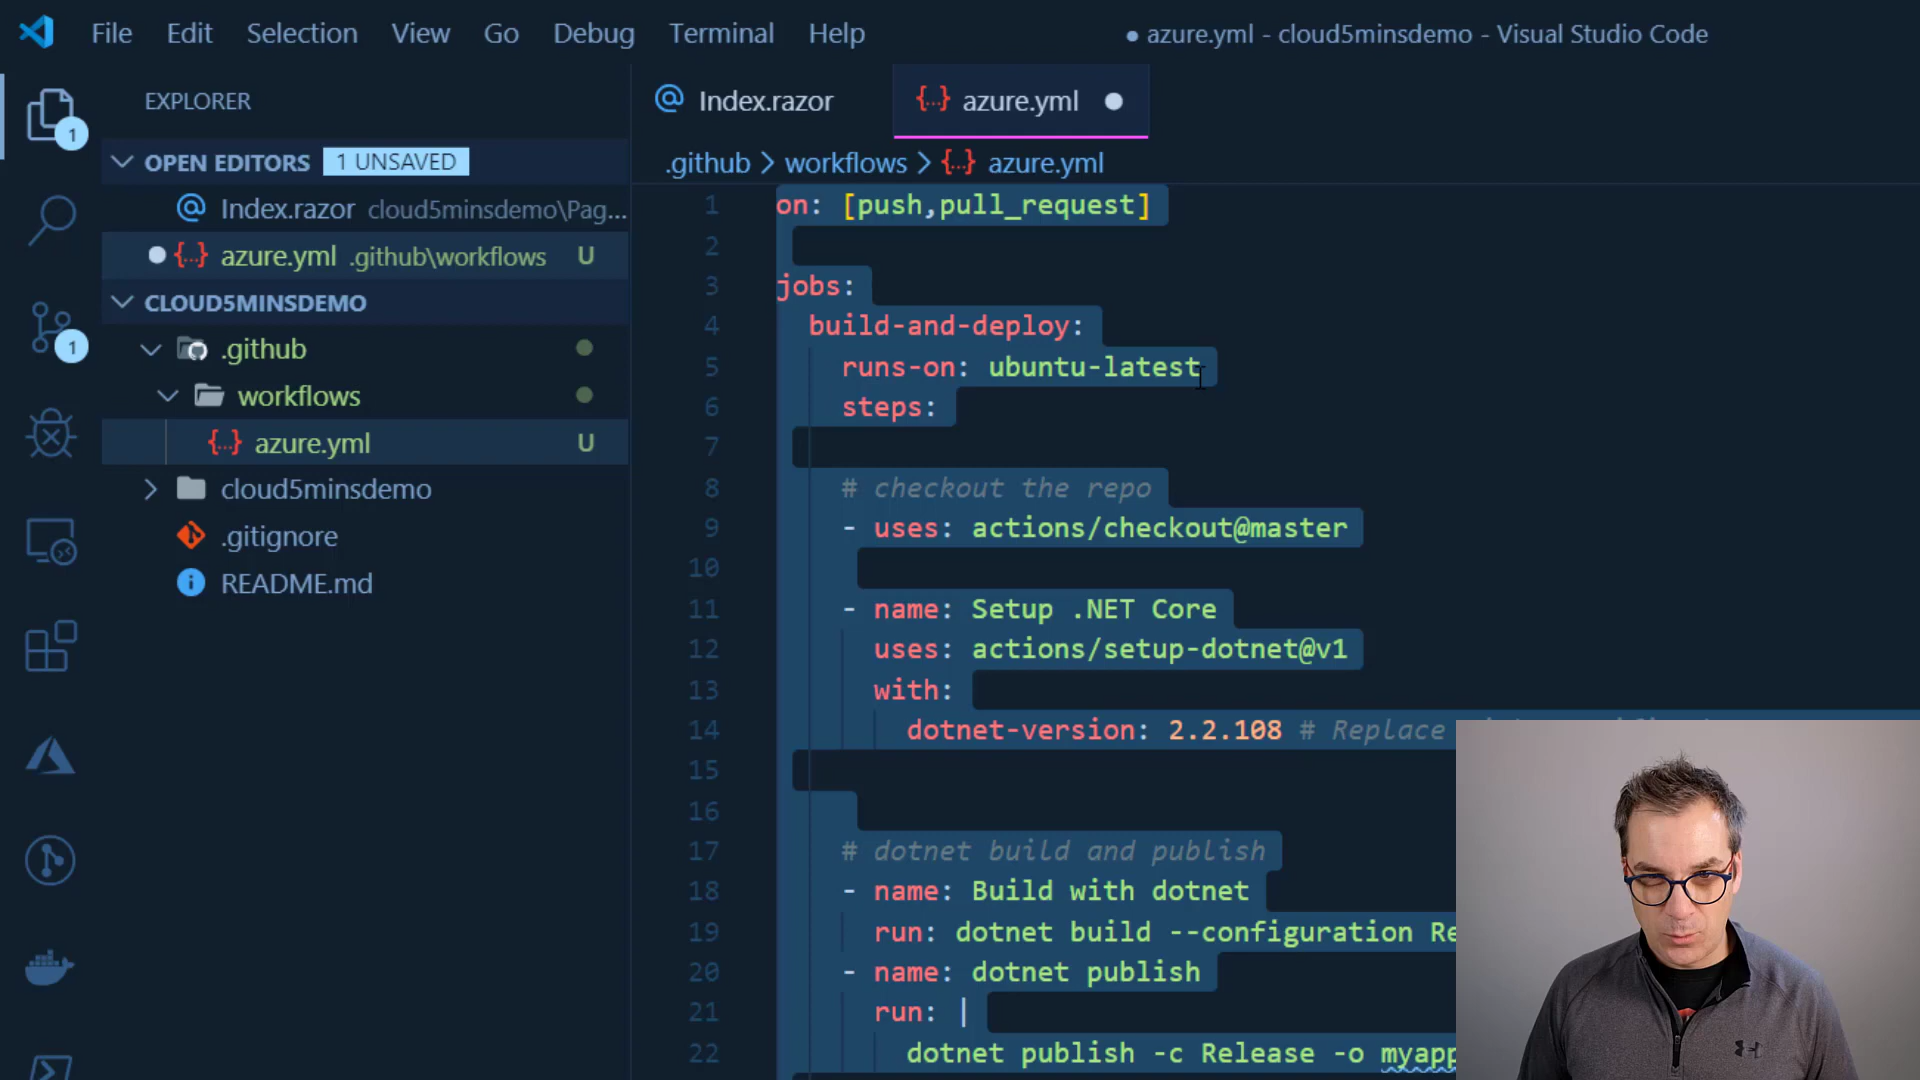 File Edit Selection View Go Debug Terminal Help
● azure.yml - cloud5minsdemo - Visual Studio Code
EXPLORER
OPEN EDITORS 1 UNSAVED
Index.razor cloud5minsdemo\Pag...
azure.yml .github\workflows U
CLOUD5MINSDEMO
.github
workflows
azure.yml U
cloud5minsdemo
.gitignore
README.md
1
1
Index.razor
{..} azure.yml ●
.github > workflows > {..} azure.yml
1 on: [push,pull_request]
2
3 jobs:
4 build-and-deploy:
5 runs-on: ubuntu-latest
6 steps:
7
8 # checkout the repo
9 - uses: actions/checkout@master
10
11 - name: Setup .NET Core
12 uses: actions/setup-dotnet@v1
13 with:
14 dotnet-version: 2.2.108 # Replace
15
16
17 # dotnet build and publish
18 - name: Build with dotnet
19 run: dotnet build --configuration Re
20 - name: dotnet publish
21 run: |
22 dotnet publish -c Release -o myapp